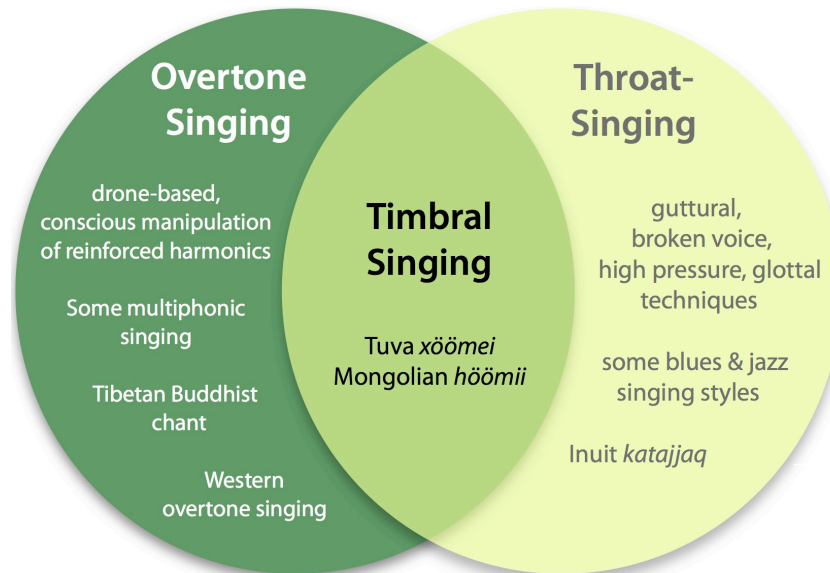 Overtone
Singing
drone-based,
conscious manipulation
of reinforced harmonics
Some multiphonic
singing
Tibetan Buddhist
chant
Western
overtone singing
Timbral
Singing
Tuva xöömei
Mongolian höömii
Throat-
Singing
guttural,
broken voice,
high pressure, glottal
techniques
some blues & jazz
singing styles
Inuit katajjaq